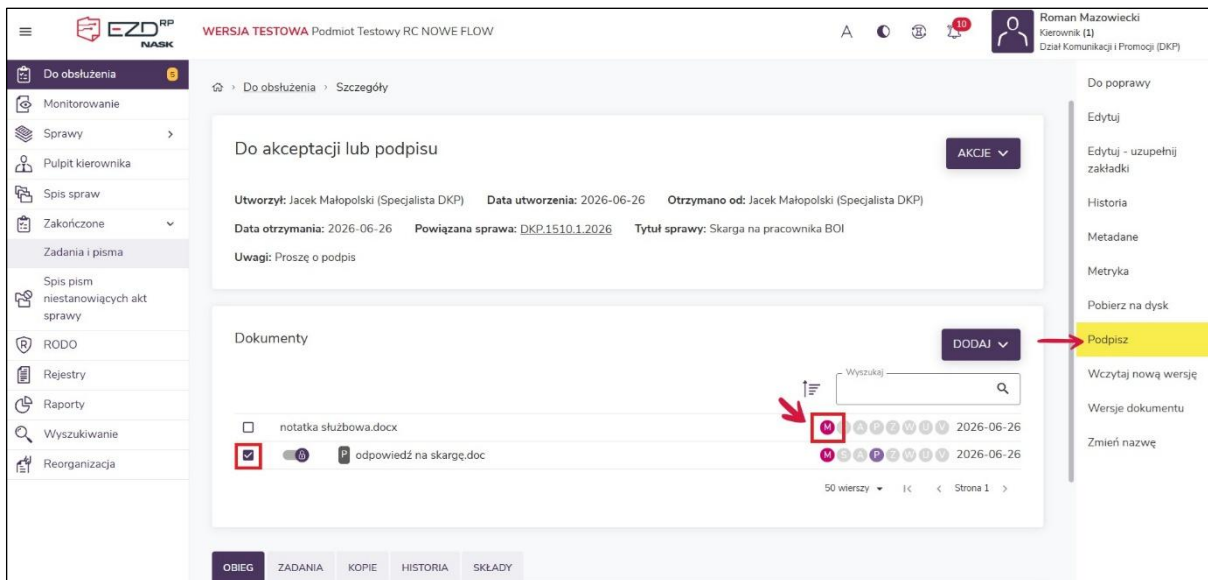 EZD RP
NASK
WERSJA TESTOWA Podmiot Testowy RC NOWE FLOW
A
10
Roman Mazowiecki
Kierownik (1)
Dział Komunikacji i Promocji (DKP)
Do obsłużenia 5
Monitorowanie
Sprawy
Pulpit kierownika
Spis spraw
Zakończone
Zadania i pisma
Spis pism
niestanowiących akt
sprawy
RODO
Rejestry
Raporty
Wyszukiwanie
Reorganizacja
Do obsłużenia › Szczegóły
Do akceptacji lub podpisu
AKCJE
Utworzył: Jacek Małopolski (Specjalista DKP) Data utworzenia: 2026-06-26 Otrzymano od: Jacek Małopolski (Specjalista DKP)
Data otrzymania: 2026-06-26 Powiązana sprawa: DKP.1510.1.2026 Tytuł sprawy: Skarga na pracownika BOI
Uwagi: Proszę o podpis
Dokumenty
DODAJ
Wyszukaj
notatka służbowa.docx M S A P Z W U V 2026-06-26
P odpowiedź na skargę.doc M S A P Z W U V 2026-06-26
50 wierszy Strona 1
OBIEG ZADANIA KOPIE HISTORIA SKŁADY
Do poprawy
Edytuj
Edytuj - uzupełnij
zakładki
Historia
Metadane
Metryka
Pobierz na dysk
Podpisz
Wczytaj nową wersję
Wersje dokumentu
Zmień nazwę